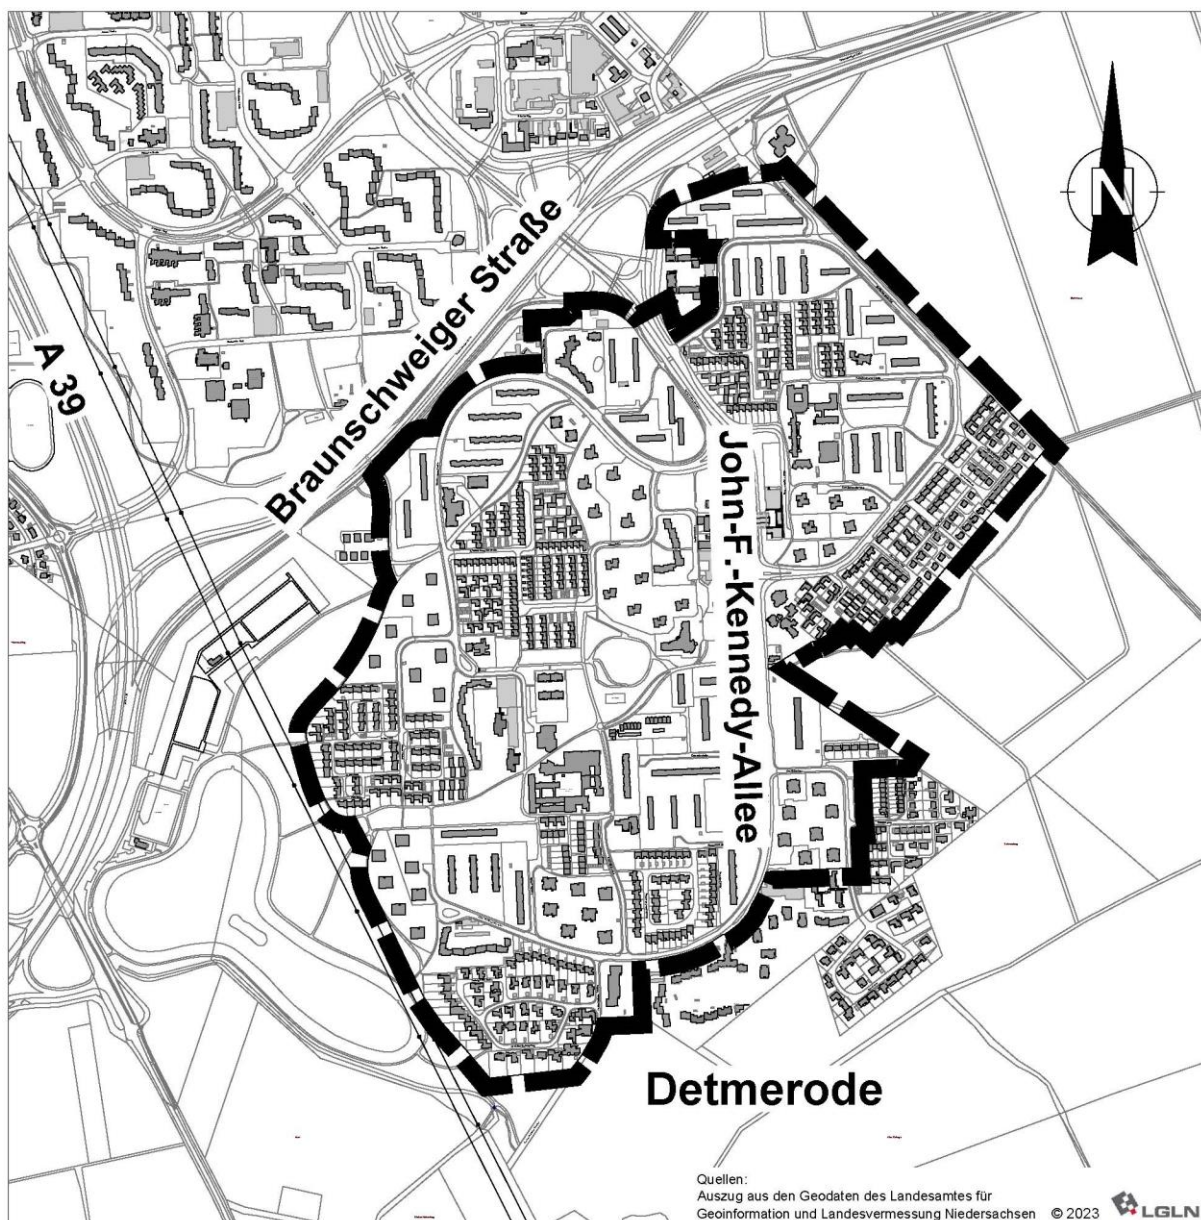 N
Braunschweiger Straße
A 39
John-F.-Kennedy-Allee
Detmerode
Quellen:
Auszug aus den Geodaten des Landesamtes für
Geoinformation und Landesvermessung Niedersachsen © 2023 LGLN